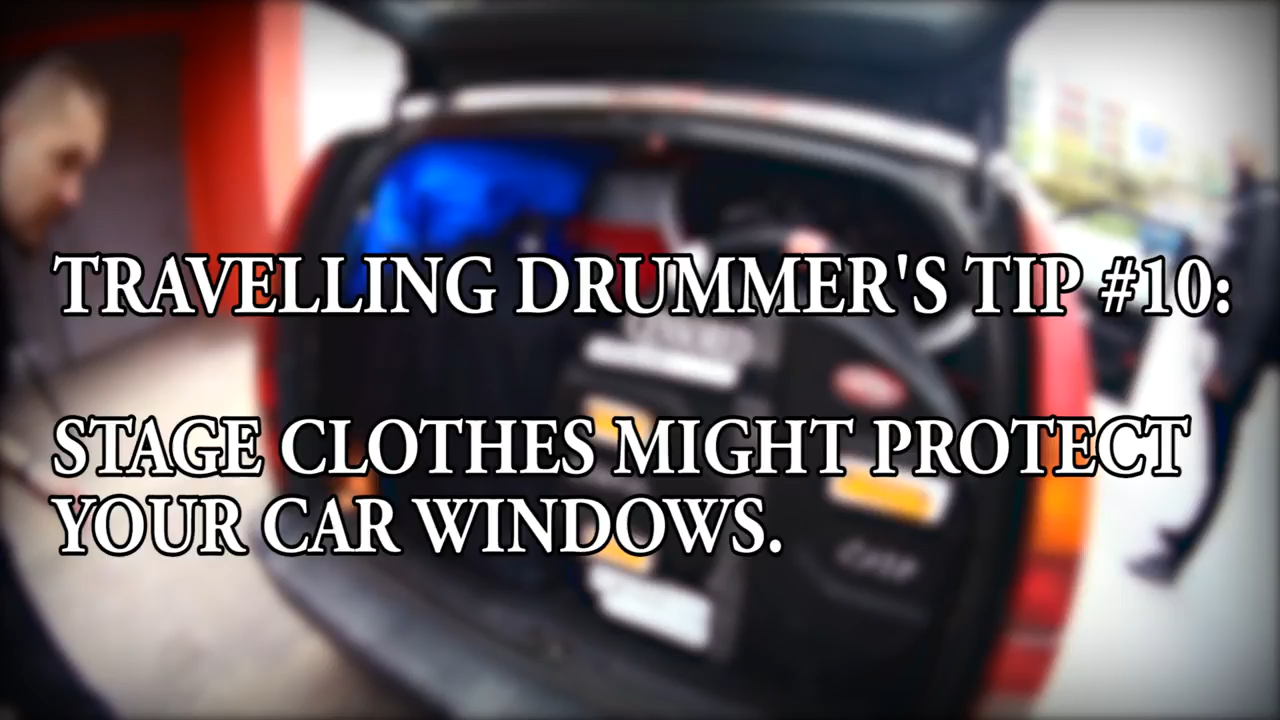 TRAVELLING DRUMMER'S TIP #10:
STAGE CLOTHES MIGHT PROTECT
YOUR CAR WINDOWS.